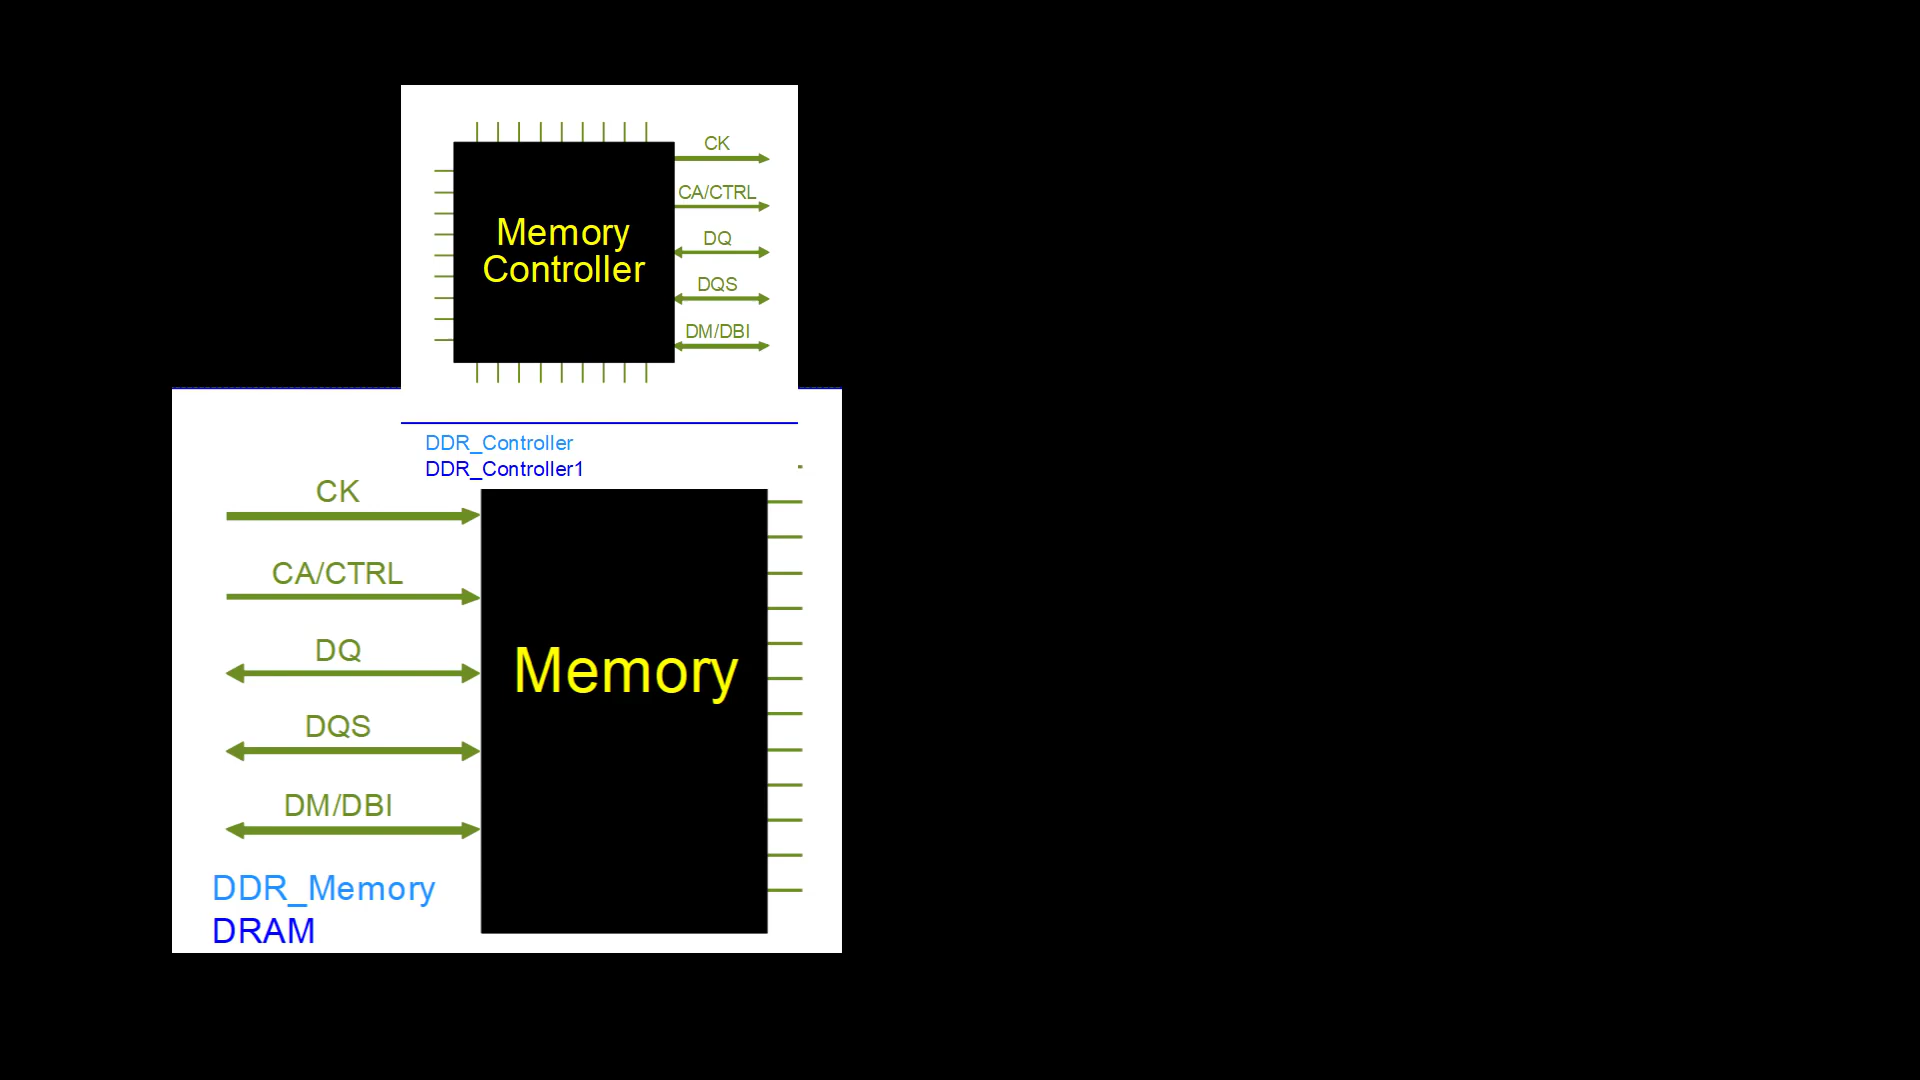 CK
CA/CTRL
DQ
DQS
DM/DBI
Memory
Controller
DDR_Controller
DDR_Controller1
CK
CA/CTRL
DQ
DQS
DM/DBI
Memory
DDR_Memory
DRAM